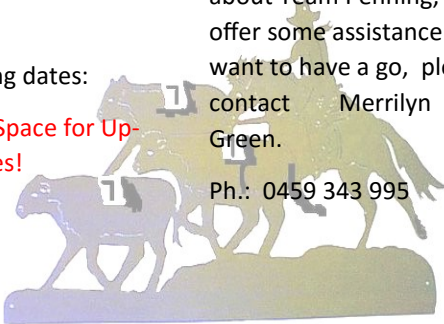 ng dates:
Space for Up-
es!
about Team Penning,
offer some assistance
want to have a go, ple
contact Merrilyn
Green.
Ph.: 0459 343 995